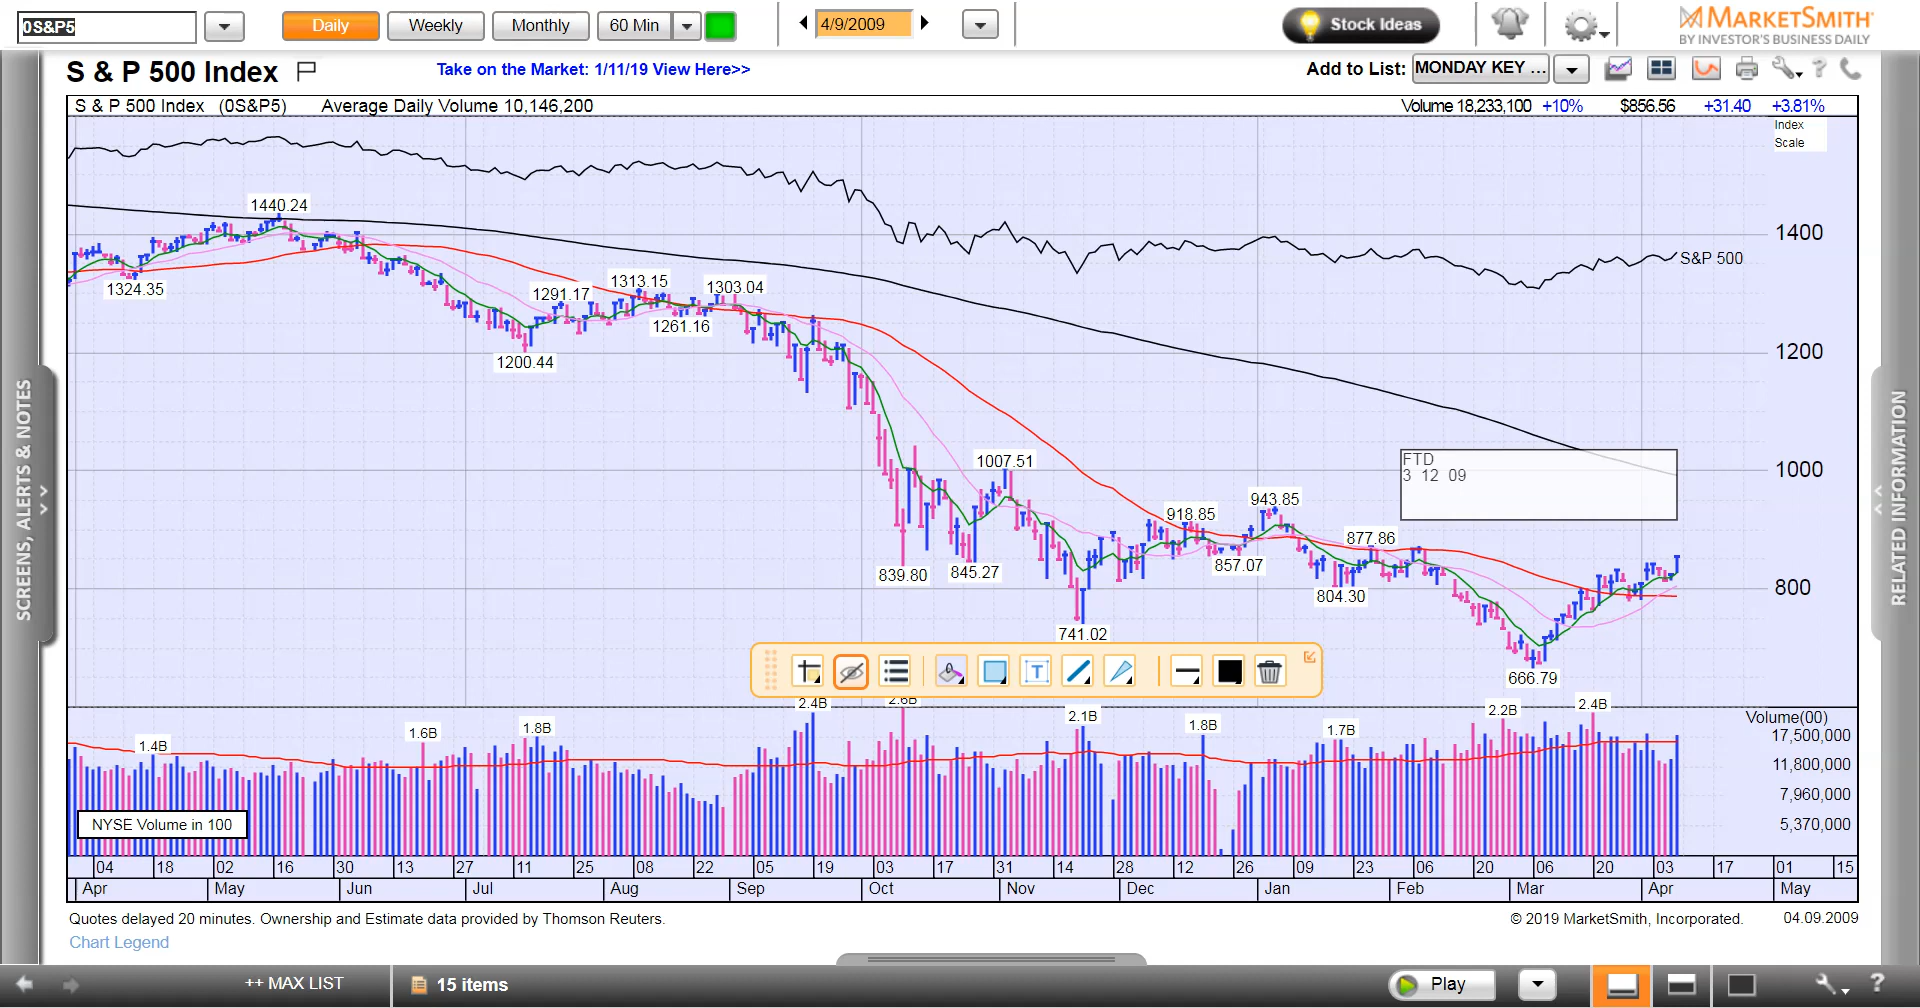 0S&P5
Daily
Weekly
Monthly
60 Min
4/9/2009
Stock Ideas
MARKETSMITH
BY INVESTOR'S BUSINESS DAILY
S & P 500 Index
Take on the Market: 1/11/19 View Here>>
Add to List:
MONDAY KEY ...
S & P 500 Index (0S&P5) Average Daily Volume 10,146,200
Volume 18,233,100 +10% $856.56 +31.40 +3.81%
Index
Scale
1440.24
1400
S&P 500
1324.35
1291.17
1313.15
1303.04
1261.16
1200.44
1200
1007.51
FTD
3 12 09
1000
918.85
943.85
877.86
839.80
845.27
857.07
804.30
800
741.02
666.79
T
1.4B
1.6B
1.8B
2.4B
2.6B
2.1B
1.8B
1.7B
2.2B
2.4B
Volume(00)
17,500,000
11,800,000
7,960,000
5,370,000
NYSE Volume in 100
04 18 02 16 30 13 27 11 25 08 22 05 19 03 17 31 14 28 12 26 09 23 06 20 06 20 03 17 01 15
Apr May Jun Jul Aug Sep Oct Nov Dec Jan Feb Mar Apr May
Quotes delayed 20 minutes. Ownership and Estimate data provided by Thomson Reuters.
© 2019 MarketSmith, Incorporated.
04.09.2009
Chart Legend
SCREENS, ALERTS & NOTES
RELATED INFORMATION
++ MAX LIST
15 items
Play
?